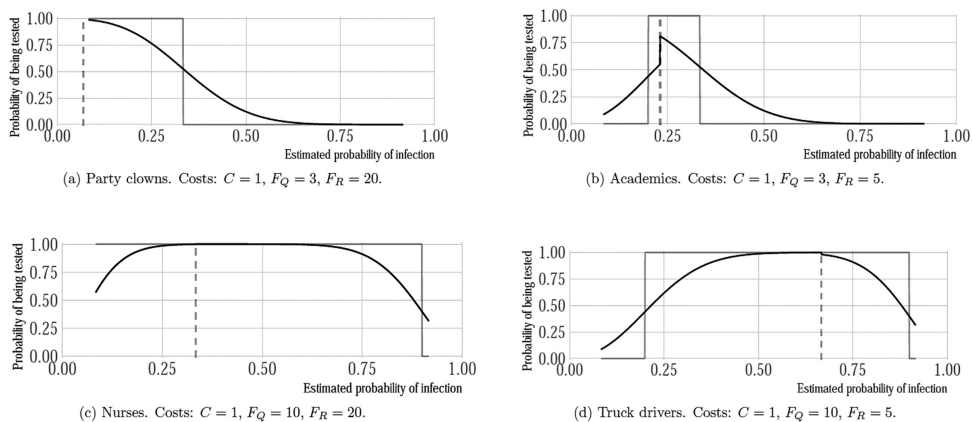 Probability of being tested
1.00
0.75
0.50
0.25
0.00
0.00 0.25 0.50 0.75 1.00
Estimated probability of infection
(a) Party clowns. Costs: C = 1, F_Q = 3, F_R = 20.
Probability of being tested
1.00
0.75
0.50
0.25
0.00
0.00 0.25 0.50 0.75 1.00
Estimated probability of infection
(b) Academics. Costs: C = 1, F_Q = 3, F_R = 5.
Probability of being tested
1.00
0.75
0.50
0.25
0.00
0.00 0.25 0.50 0.75 1.00
Estimated probability of infection
(c) Nurses. Costs: C = 1, F_Q = 10, F_R = 20.
Probability of being tested
1.00
0.75
0.50
0.25
0.00
0.00 0.25 0.50 0.75 1.00
Estimated probability of infection
(d) Truck drivers. Costs: C = 1, F_Q = 10, F_R = 5.